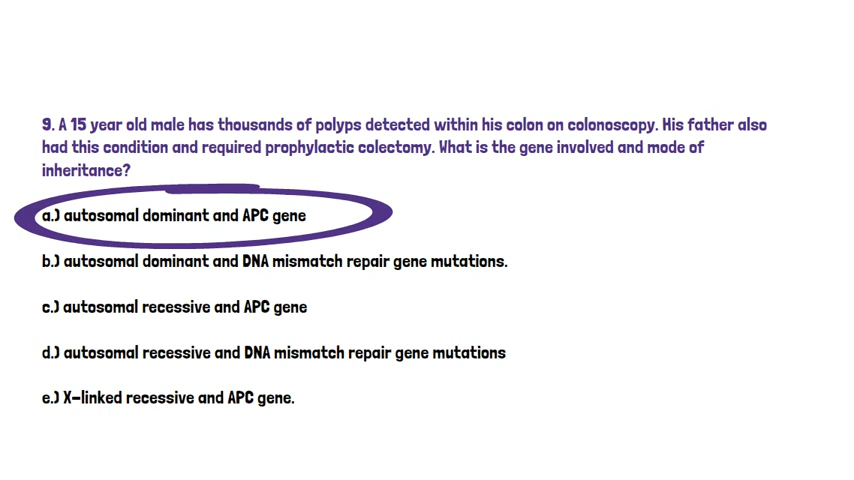 9. A 15 year old male has thousands of polyps detected within his colon on colonoscopy. His father also
had this condition and required prophylactic colectomy. What is the gene involved and mode of
inheritance?
a.) autosomal dominant and APC gene
b.) autosomal dominant and DNA mismatch repair gene mutations.
c.) autosomal recessive and APC gene
d.) autosomal recessive and DNA mismatch repair gene mutations
e.) X-linked recessive and APC gene.